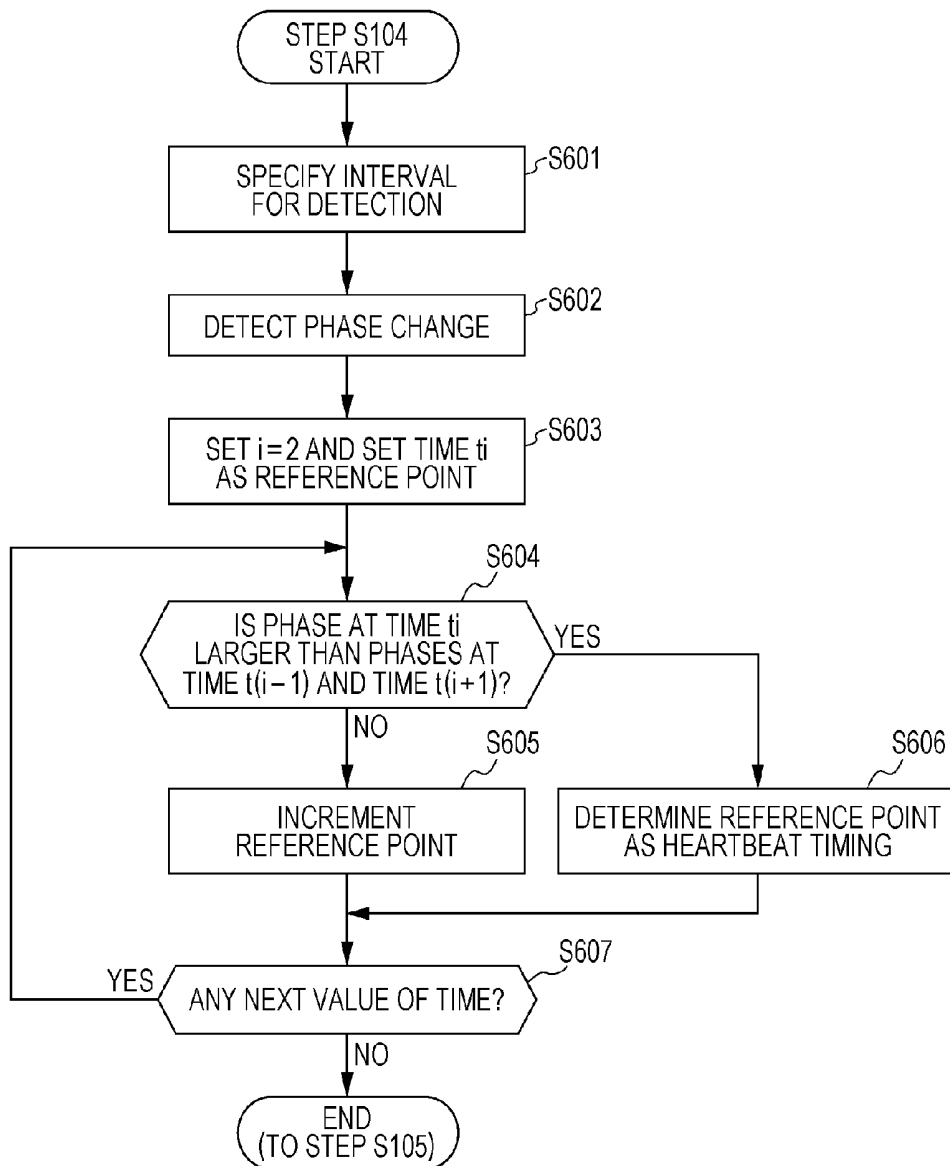 STEP S104
START
S601
SPECIFY INTERVAL
FOR DETECTION
S602
DETECT PHASE CHANGE
S603
SET i=2 AND SET TIME ti
AS REFERENCE POINT
S604
IS PHASE AT TIME ti
LARGER THAN PHASES AT
TIME t(i−1) AND TIME t(i+1)?
YES
NO
S605
INCREMENT
REFERENCE POINT
S606
DETERMINE REFERENCE POINT
AS HEARTBEAT TIMING
S607
YES
ANY NEXT VALUE OF TIME?
NO
END
(TO STEP S105)